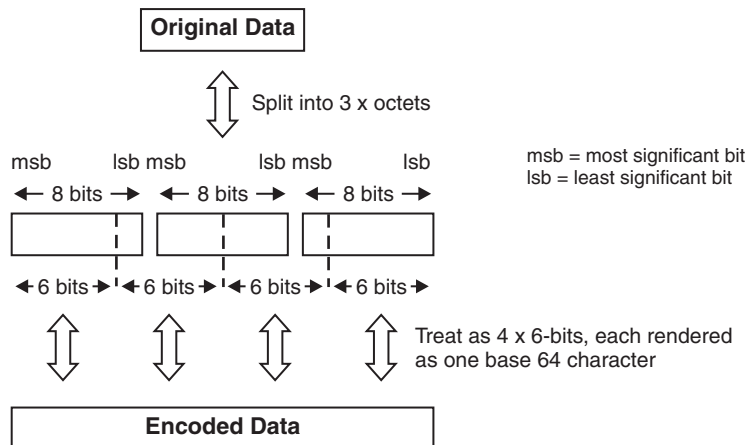 Original Data
Split into 3 x octets
msb lsb msb lsb msb lsb
msb = most significant bit
lsb = least significant bit
8 bits 8 bits 8 bits
6 bits 6 bits 6 bits 6 bits
Treat as 4 x 6-bits, each rendered
as one base 64 character
Encoded Data